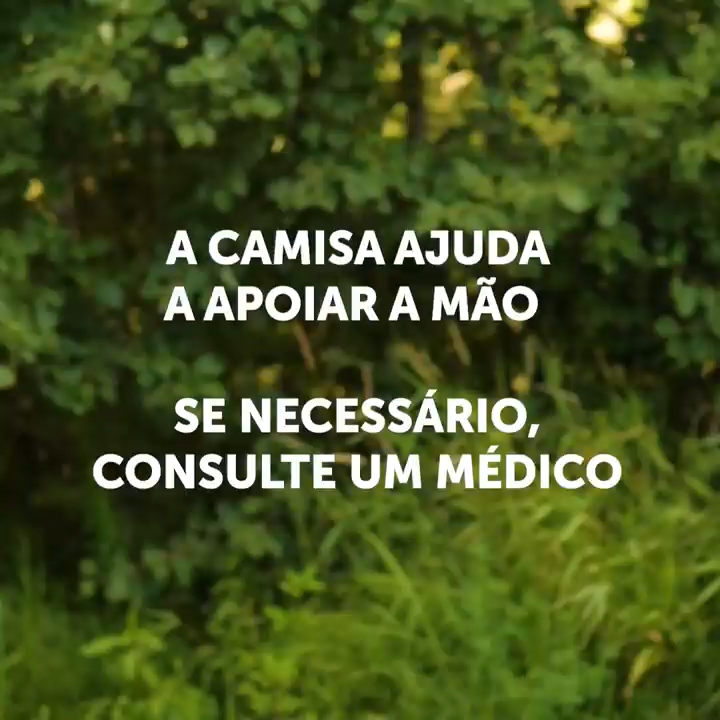 A CAMISA AJUDA
A APOIAR A MÃO
SE NECESSÁRIO,
CONSULTE UM MÉDICO